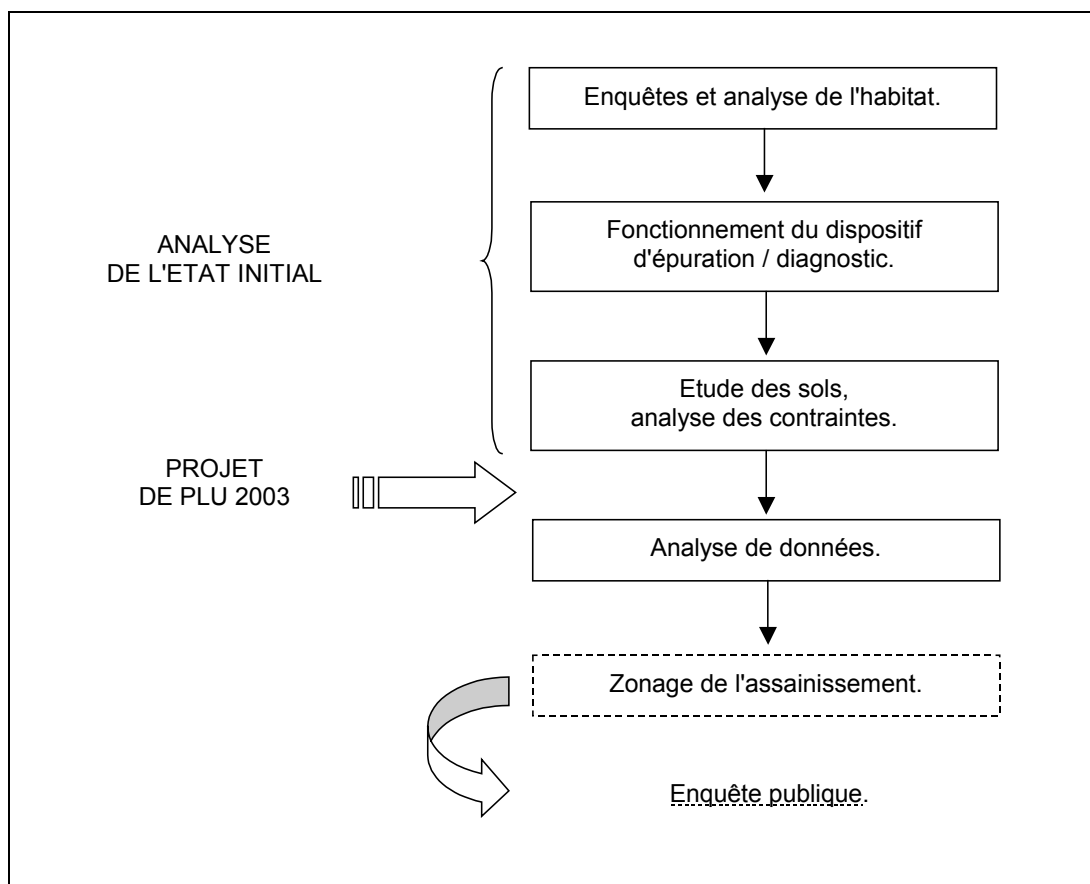 Enquêtes et analyse de l'habitat.
Fonctionnement du dispositif
d'épuration / diagnostic.
ANALYSE
DE L'ETAT INITIAL
Etude des sols,
analyse des contraintes.
PROJET
DE PLU 2003
Analyse de données.
Zonage de l'assainissement.
Enquête publique.